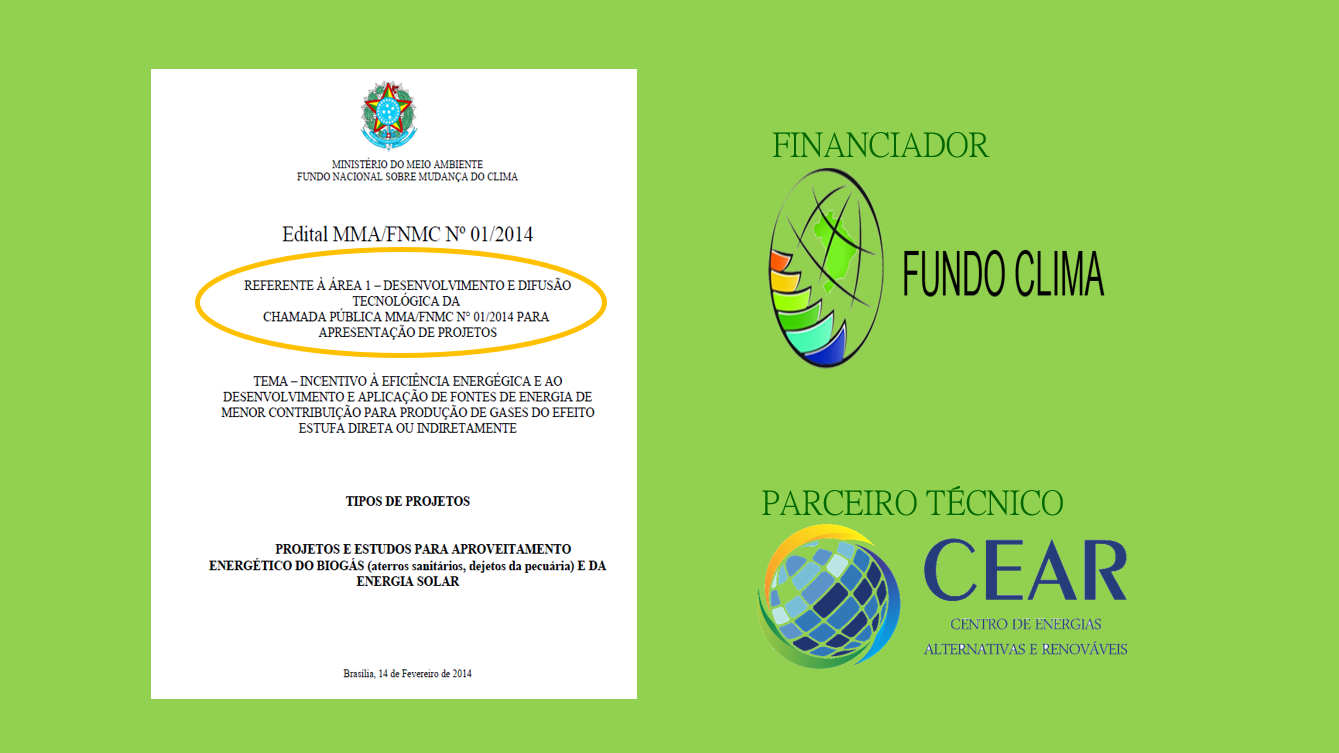 MINISTÉRIO DO MEIO AMBIENTE
FUNDO NACIONAL SOBRE MUDANÇA DO CLIMA
Edital MMA/FNMC Nº 01/2014
REFERENTE À ÁREA 1 – DESENVOLVIMENTO E DIFUSÃO
TECNOLÓGICA DA
CHAMADA PÚBLICA MMA/FNMC N° 01/2014 PARA
APRESENTAÇÃO DE PROJETOS
TEMA – INCENTIVO À EFICIÊNCIA ENERGÉGICA E AO
DESENVOLVIMENTO E APLICAÇÃO DE FONTES DE ENERGIA DE
MENOR CONTRIBUIÇÃO PARA PRODUÇÃO DE GASES DO EFEITO
ESTUFA DIRETA OU INDIRETAMENTE
TIPOS DE PROJETOS
PROJETOS E ESTUDOS PARA APROVEITAMENTO
ENERGÉTICO DO BIOGÁS (aterros sanitários, dejetos da pecuária) E DA
ENERGIA SOLAR
Brasília, 14 de Fevereiro de 2014
FINANCIADOR
FUNDO CLIMA
PARCEIRO TÉCNICO
CEAR
CENTRO DE ENERGIAS
ALTERNATIVAS E RENOVÁVEIS